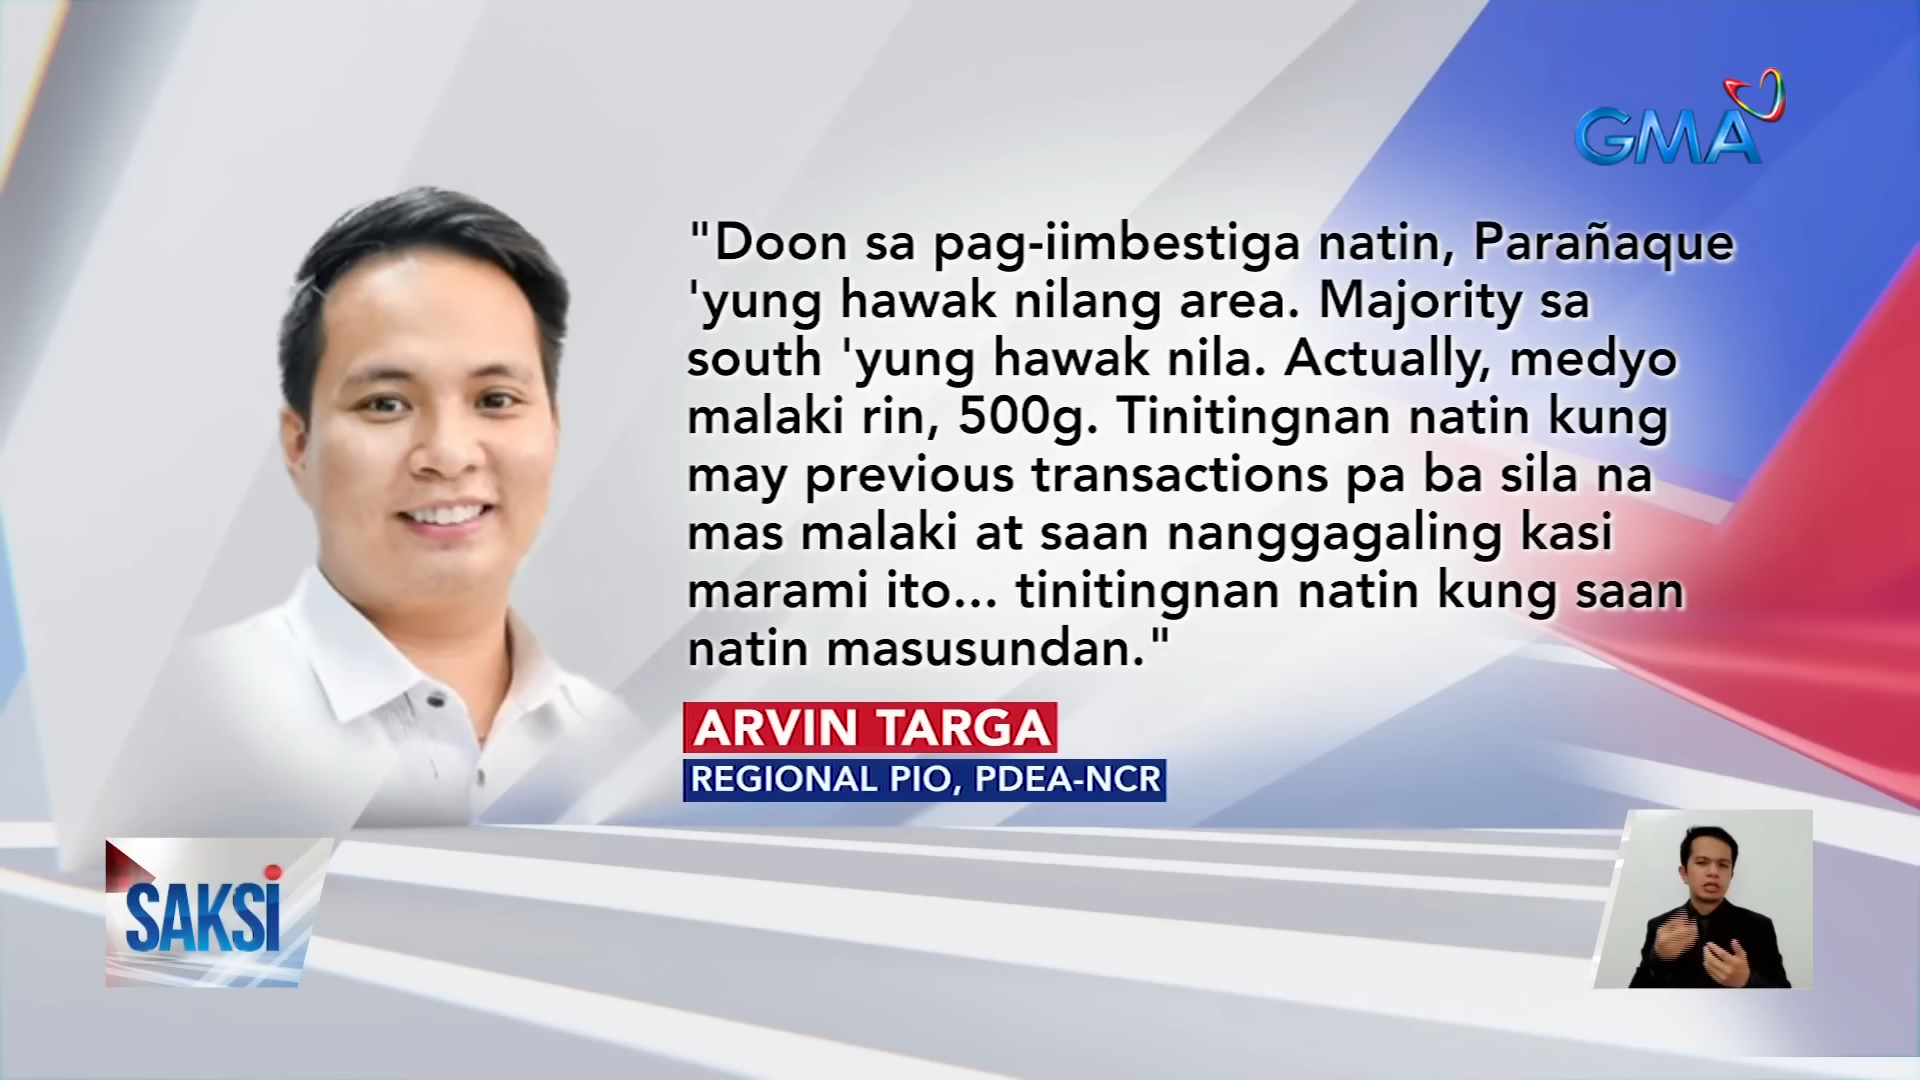 GMA
"Doon sa pag-iimbestiga natin, Parañaque
'yung hawak nilang area. Majority sa
south 'yung hawak nila. Actually, medyo
malaki rin, 500g. Tinitingnan natin kung
may previous transactions pa ba sila na
mas malaki at saan nanggagaling kasi
marami ito... tinitingnan natin kung saan
natin masusundan."
ARVIN TARGA
REGIONAL PIO, PDEA-NCR
SAKSI